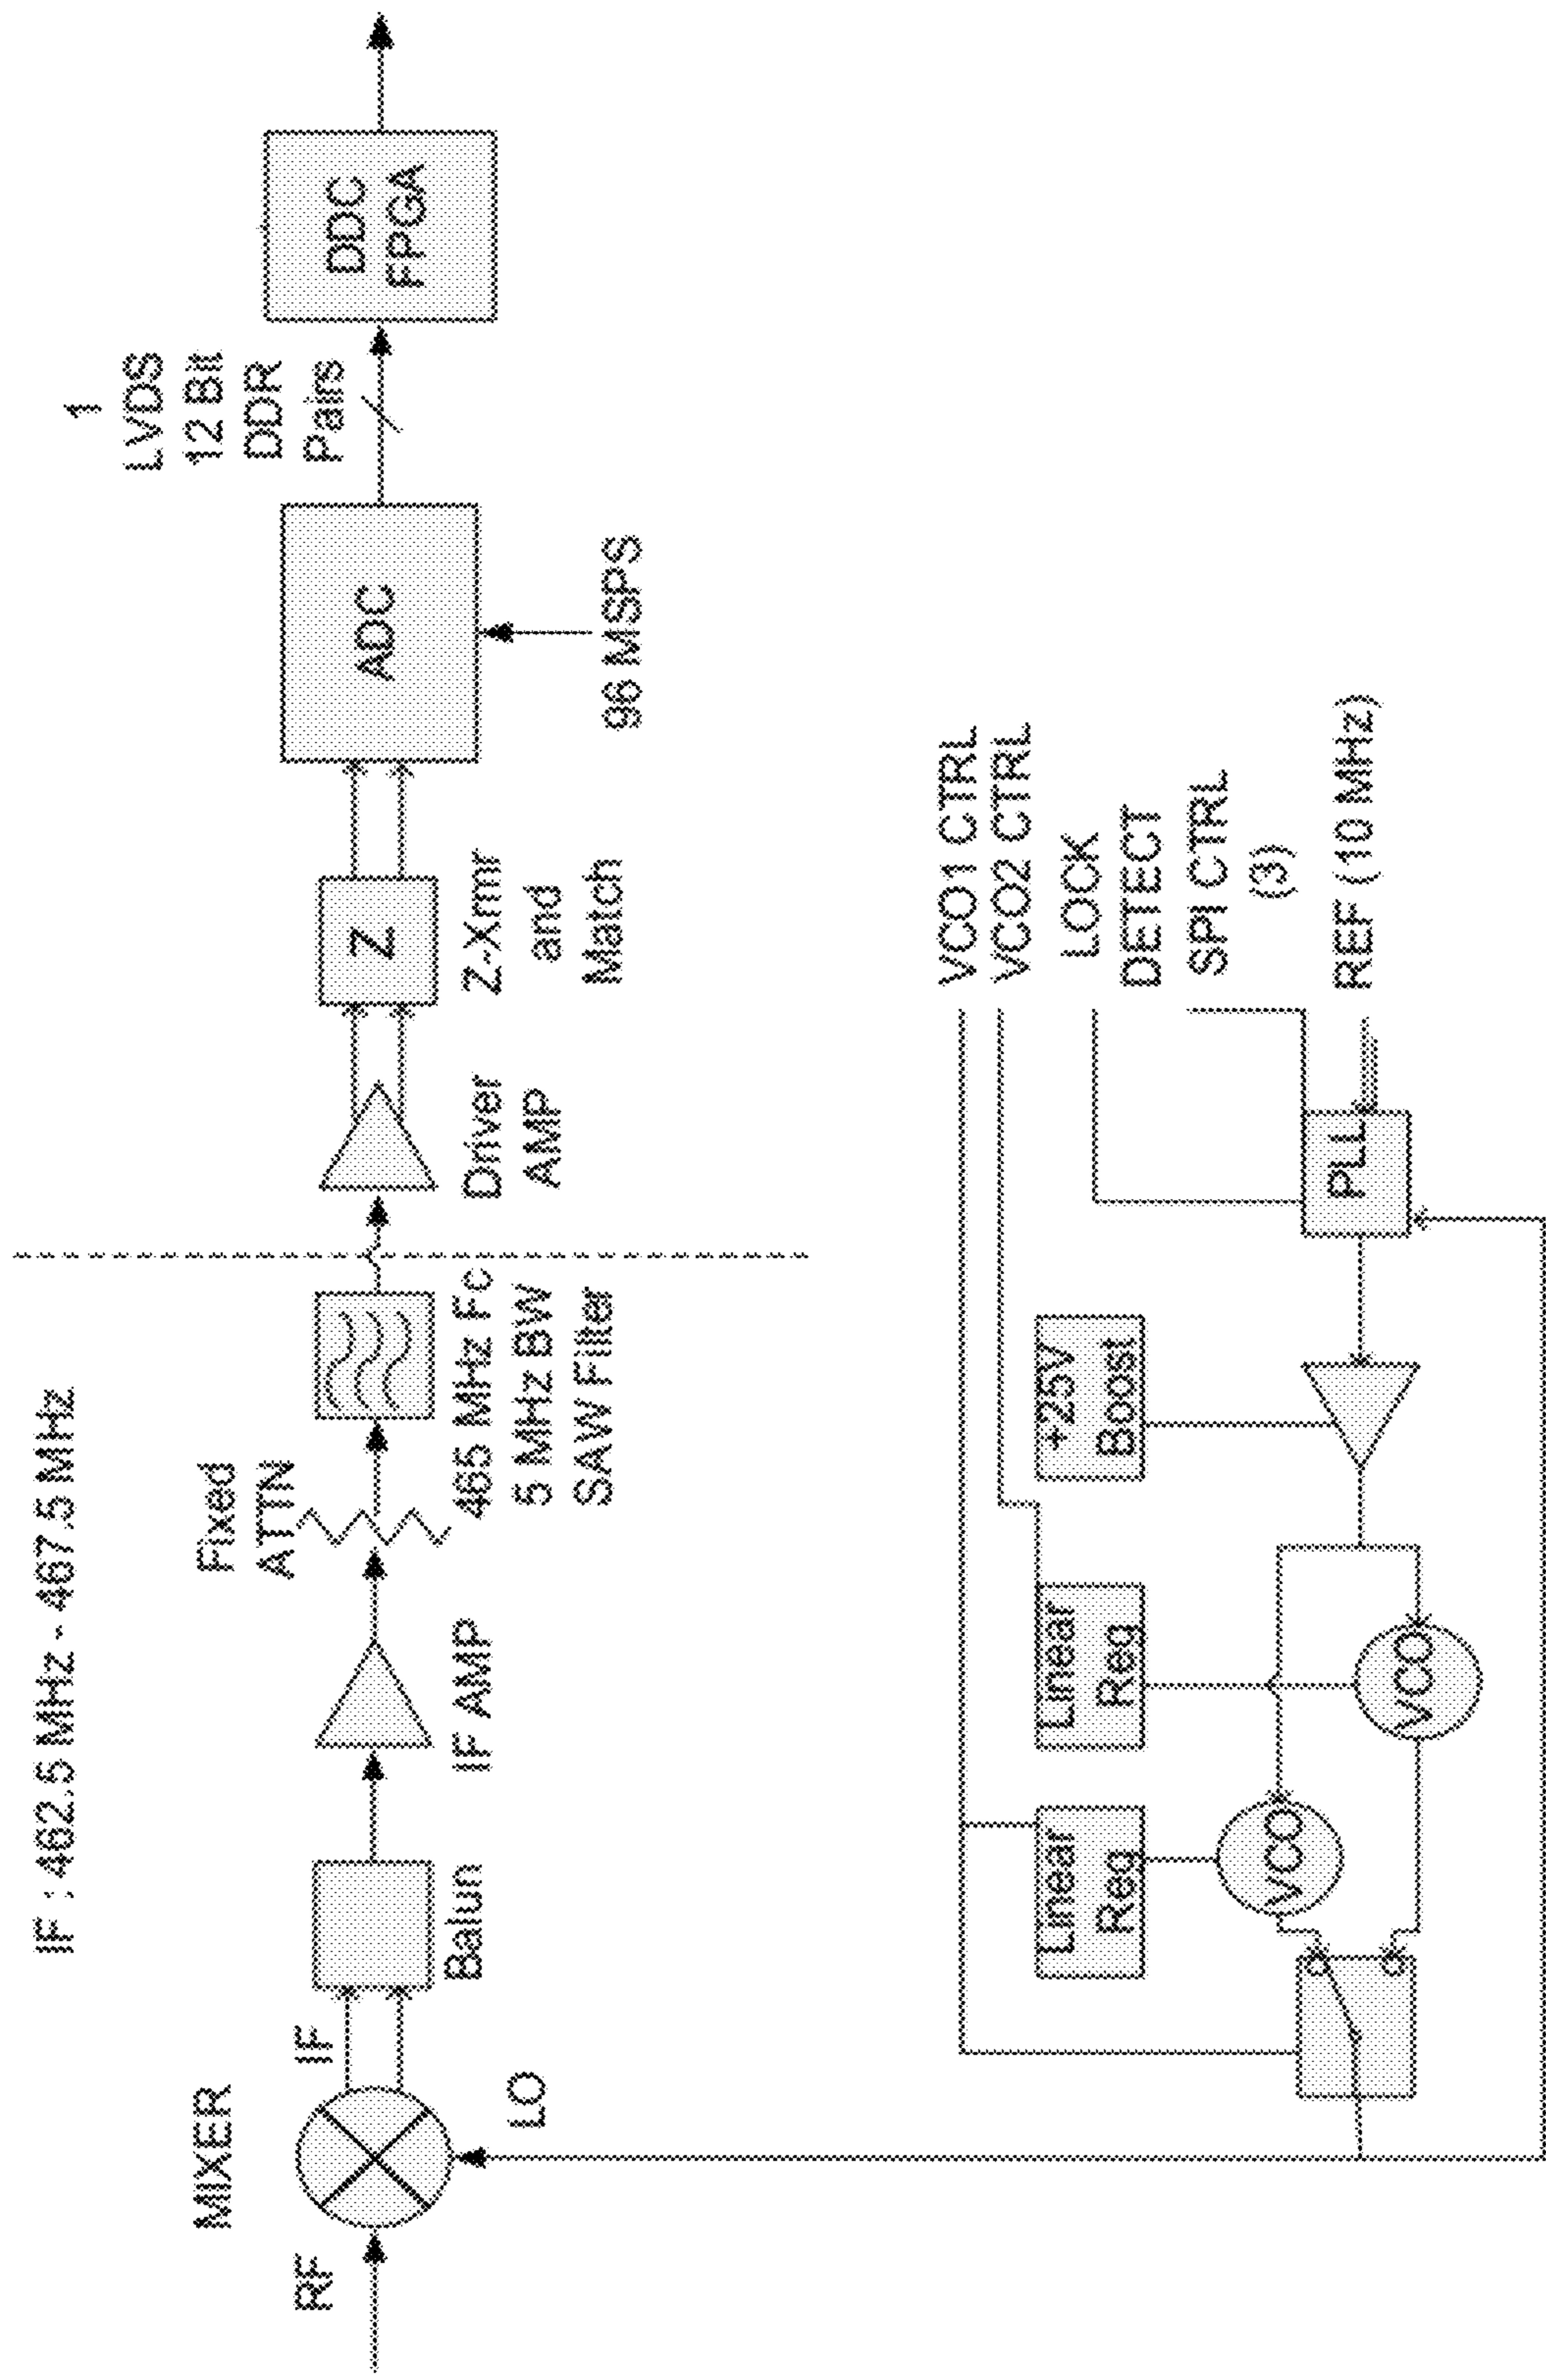 IF : 462.5 MHz - 467.5 MHz
1
LVDS
12 Bit
DDR
Pairs
MIXER
Fixed
ATTN
RF
IF
LO
Balun
IF AMP
465 MHz Fc
5 MHz BW
SAW Filter
Driver
AMP
Z
Z-Xmr
and
Match
ADC
96 MSPS
DDC
FPGA
VCO1 CTRL
VCO2 CTRL
LOCK
DETECT
SPI CTRL
(3)
REF (10 MHz)
Linear
Reg
Linear
Reg
+25V
Boost
VCO
VCO
PLL